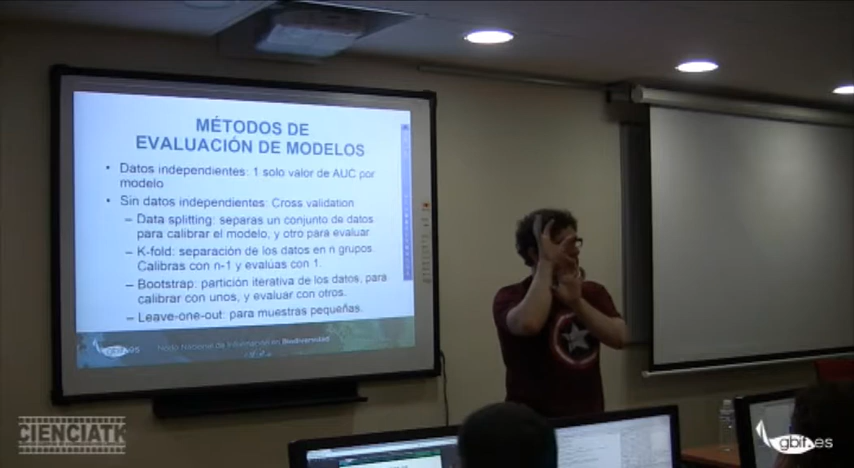 MÉTODOS DE
EVALUACIÓN DE MODELOS
• Datos independientes: 1 solo valor de AUC por
modelo
• Sin datos independientes: Cross validation
– Data splitting: separas un conjunto de datos
para calibrar el modelo, y otro para evaluar
– K-fold: separación de los datos en n grupos.
Calibras con n-1 y evalúas con 1.
– Bootstrap: partición iterativa de los datos, para
calibrar con unos, y evaluar con otros.
– Leave-one-out: para muestras pequeñas.
gbif.es
Nodo Nacional de Información en Biodiversidad
CIENCIATK
gbif.es